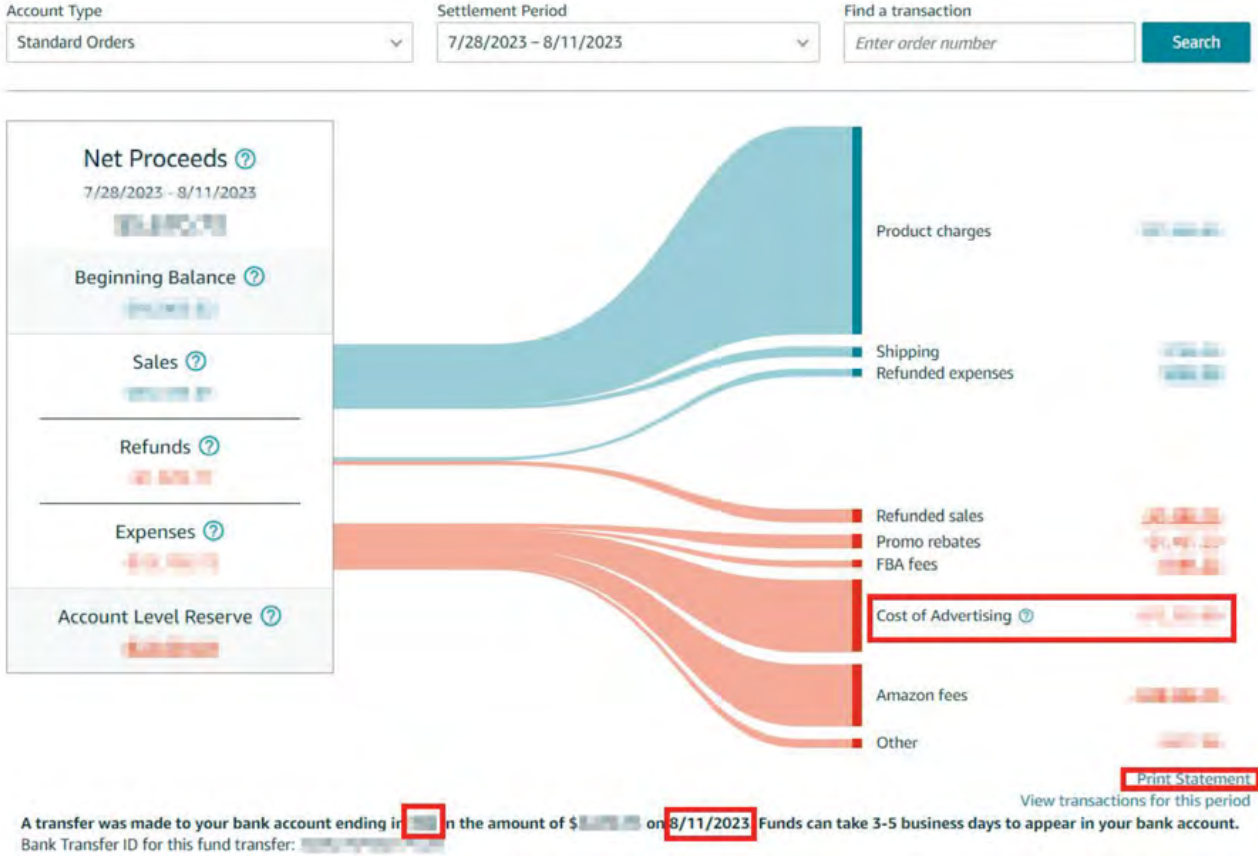 Account Type
Settlement Period
Find a transaction
Standard Orders
7/28/2023 – 8/11/2023
Enter order number
Search
Net Proceeds
7/28/2023 - 8/11/2023
Beginning Balance
Sales
Refunds
Expenses
Account Level Reserve
Product charges
Shipping
Refunded expenses
Refunded sales
Promo rebates
FBA fees
Cost of Advertising
Amazon fees
Other
Print Statement
View transactions for this period
A transfer was made to your bank account ending in the amount of $ on 8/11/2023 Funds can take 3-5 business days to appear in your bank account.
Bank Transfer ID for this fund transfer: